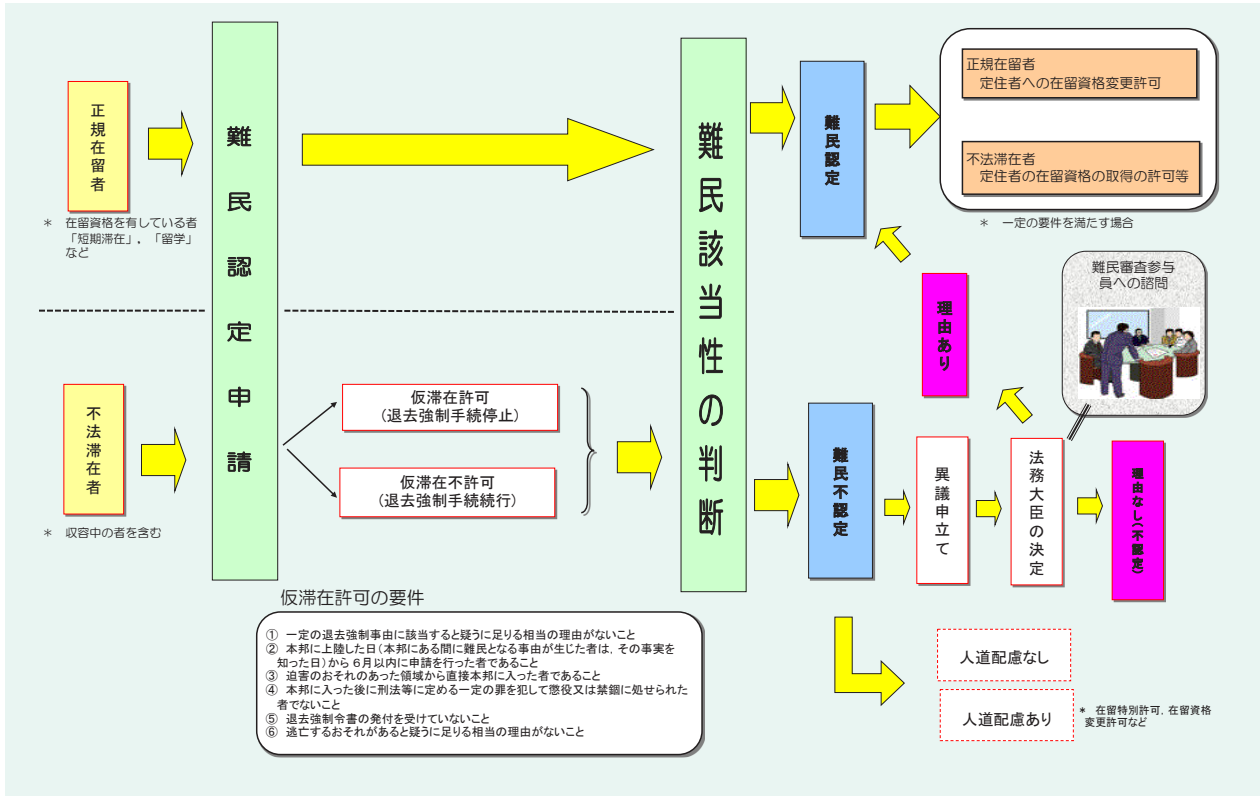 正規在留者
＊　在留資格を有している者
「短期滞在」，「留学」
など
不法滞在者
＊　収容中の者を含む
難民認定申請
仮滞在許可
（退去強制手続停止）
仮滞在不許可
（退去強制手続続行）
仮滞在許可の要件
①　一定の退去強制事由に該当すると疑うに足りる相当の理由がないこと
②　本邦に上陸した日（本邦にある間に難民となる事由が生じた者は，その事実を
知った日）から６月以内に申請を行った者であること
③　迫害のおそれのあった領域から直接本邦に入った者であること
④　本邦に入った後に刑法等に定める一定の罪を犯して懲役又は禁錮に処せられた
者でないこと
⑤　退去強制令書の発付を受けていないこと
⑥　逃亡するおそれがあると疑うに足りる相当の理由がないこと
難民該当性の判断
難民認定
正規在留者
定住者への在留資格変更許可
不法滞在者
定住者の在留資格の取得の許可等
＊　一定の要件を満たす場合
難民審査参与
員への諮問
理由あり
難民不認定
異議申立て
法務大臣の決定
理由なし（不認定）
人道配慮なし
人道配慮あり
＊　在留特別許可，在留資格
変更許可など